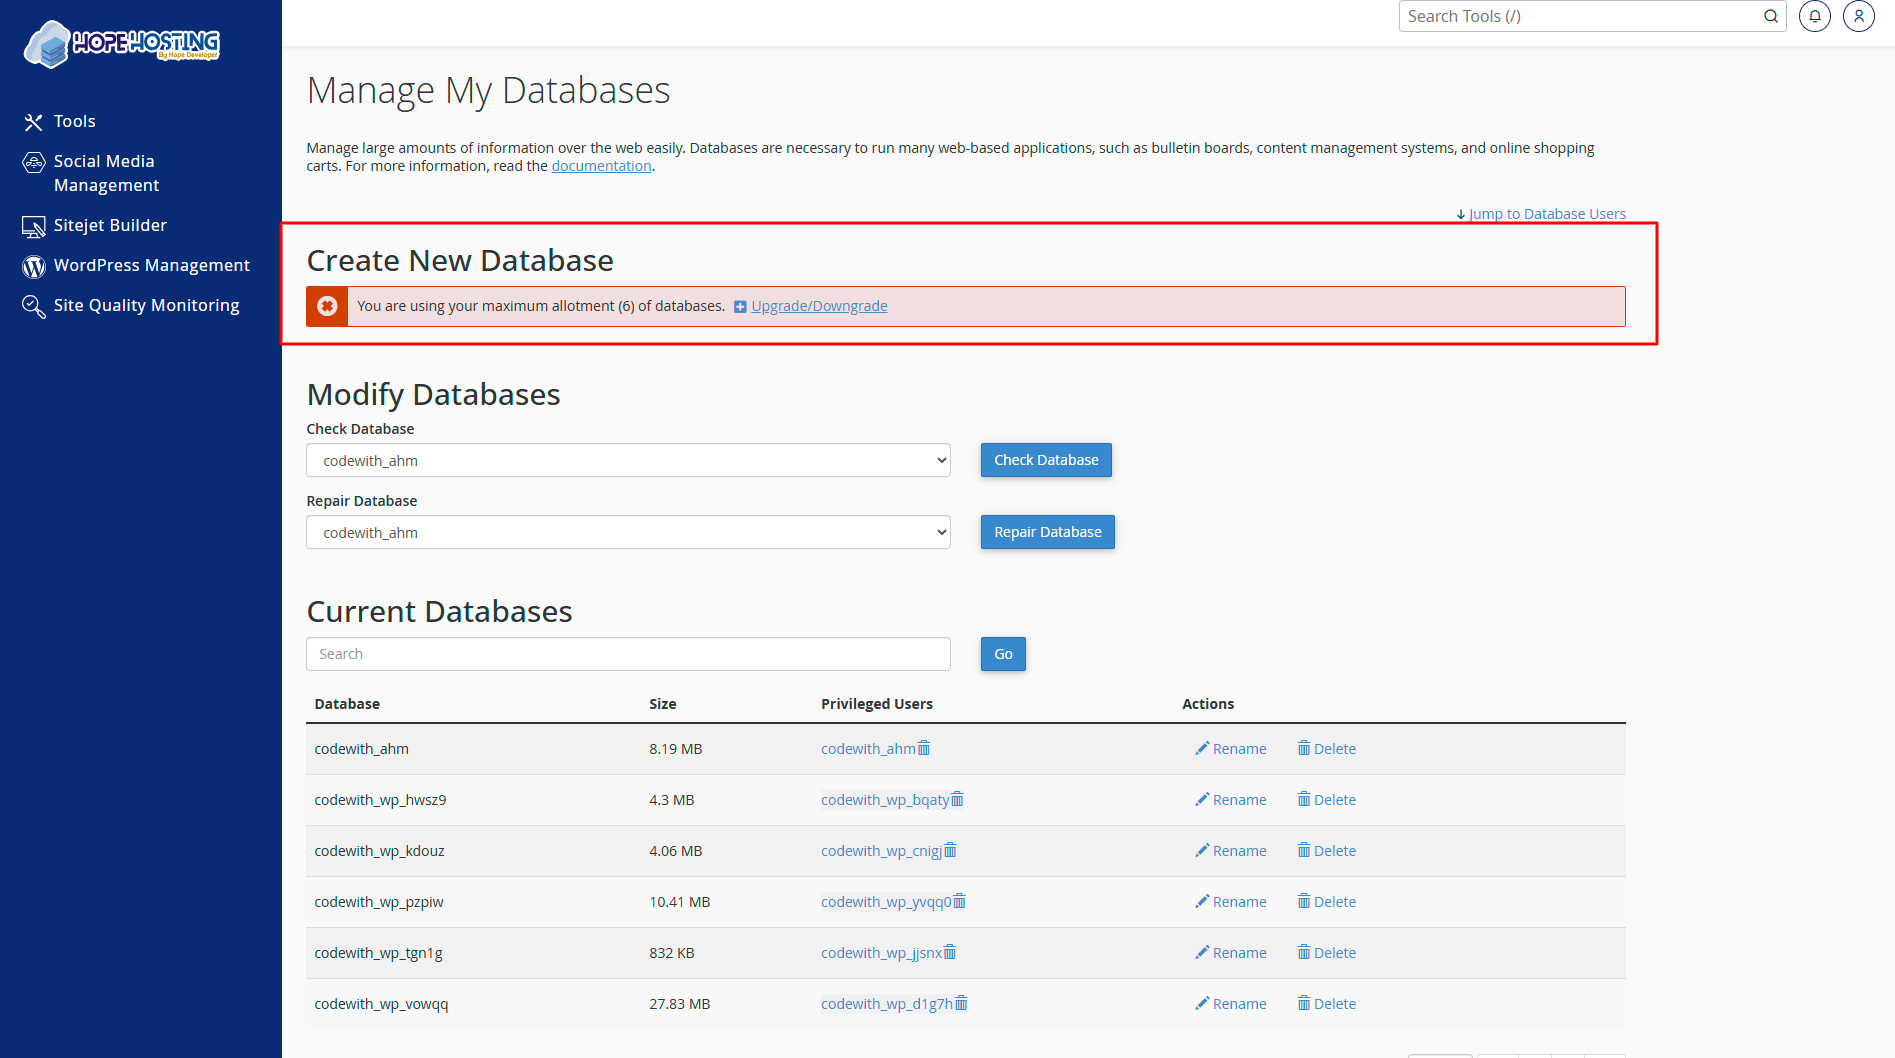 HOPEHOSTING
By Hope Developer
Search Tools (/)
Tools
Social Media
Management
Sitejet Builder
WordPress Management
Site Quality Monitoring
Manage My Databases
Manage large amounts of information over the web easily. Databases are necessary to run many web-based applications, such as bulletin boards, content management systems, and online shopping
carts. For more information, read the documentation.
Jump to Database Users
Create New Database
You are using your maximum allotment (6) of databases. Upgrade/Downgrade
Modify Databases
Check Database
codewith_ahm Check Database
Repair Database
codewith_ahm Repair Database
Current Databases
Search Go
Database Size Privileged Users Actions
codewith_ahm 8.19 MB codewith_ahm Rename Delete
codewith_wp_hwsz9 4.3 MB codewith_wp_bqaty Rename Delete
codewith_wp_kdouz 4.06 MB codewith_wp_cnigj Rename Delete
codewith_wp_pzpiw 10.41 MB codewith_wp_yvqq0 Rename Delete
codewith_wp_tgn1g 832 KB codewith_wp_jjsnx Rename Delete
codewith_wp_vowqq 27.83 MB codewith_wp_d1g7h Rename Delete